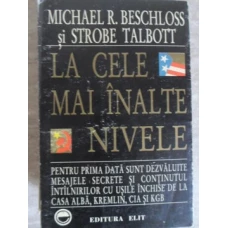 MICHAEL R. BESCHLOSS
și STROBE TALBOTT
LA CELE
MAI ÎNALTE
NIVELE
PENTRU PRIMA DATĂ SUNT DEZVĂLUITE
MESAJELE SECRETE ȘI CONȚINUTUL
ÎNTÎLNIRILOR CU UȘILE ÎNCHISE DE LA
CASA ALBĂ, KREMLIN, CIA ȘI KGB
EDITURA ELIT